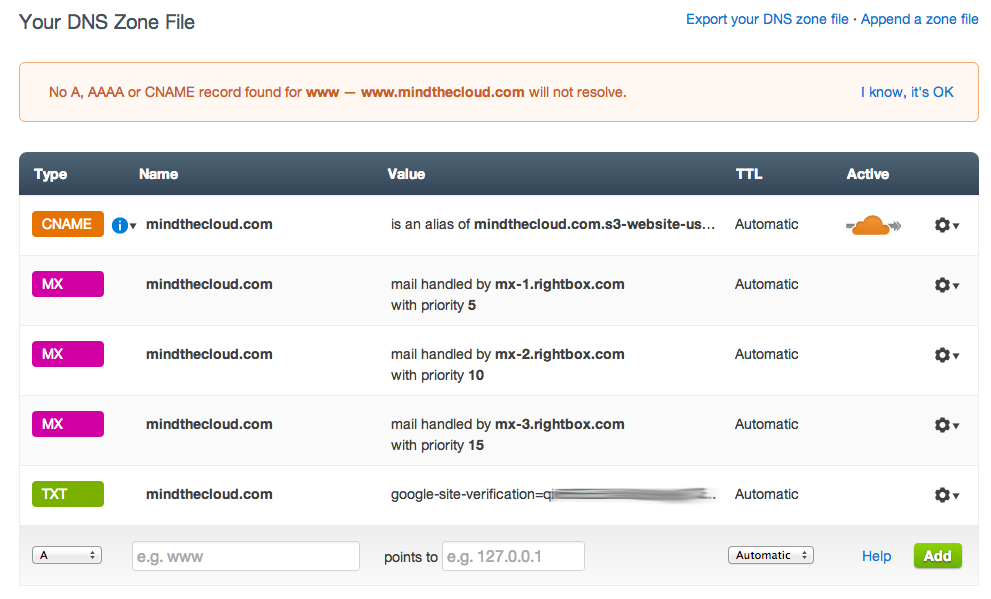 Your DNS Zone File
Export your DNS zone file · Append a zone file
No A, AAAA or CNAME record found for www — www.mindthecloud.com will not resolve. I know, it's OK
Type Name Value TTL Active
CNAME i mindthecloud.com is an alias of mindthecloud.com.s3-website-us... Automatic
MX mindthecloud.com mail handled by mx-1.rightbox.com Automatic
with priority 5
MX mindthecloud.com mail handled by mx-2.rightbox.com Automatic
with priority 10
MX mindthecloud.com mail handled by mx-3.rightbox.com Automatic
with priority 15
TXT mindthecloud.com google-site-verification= Automatic
A e.g. www points to e.g. 127.0.0.1 Automatic Help Add